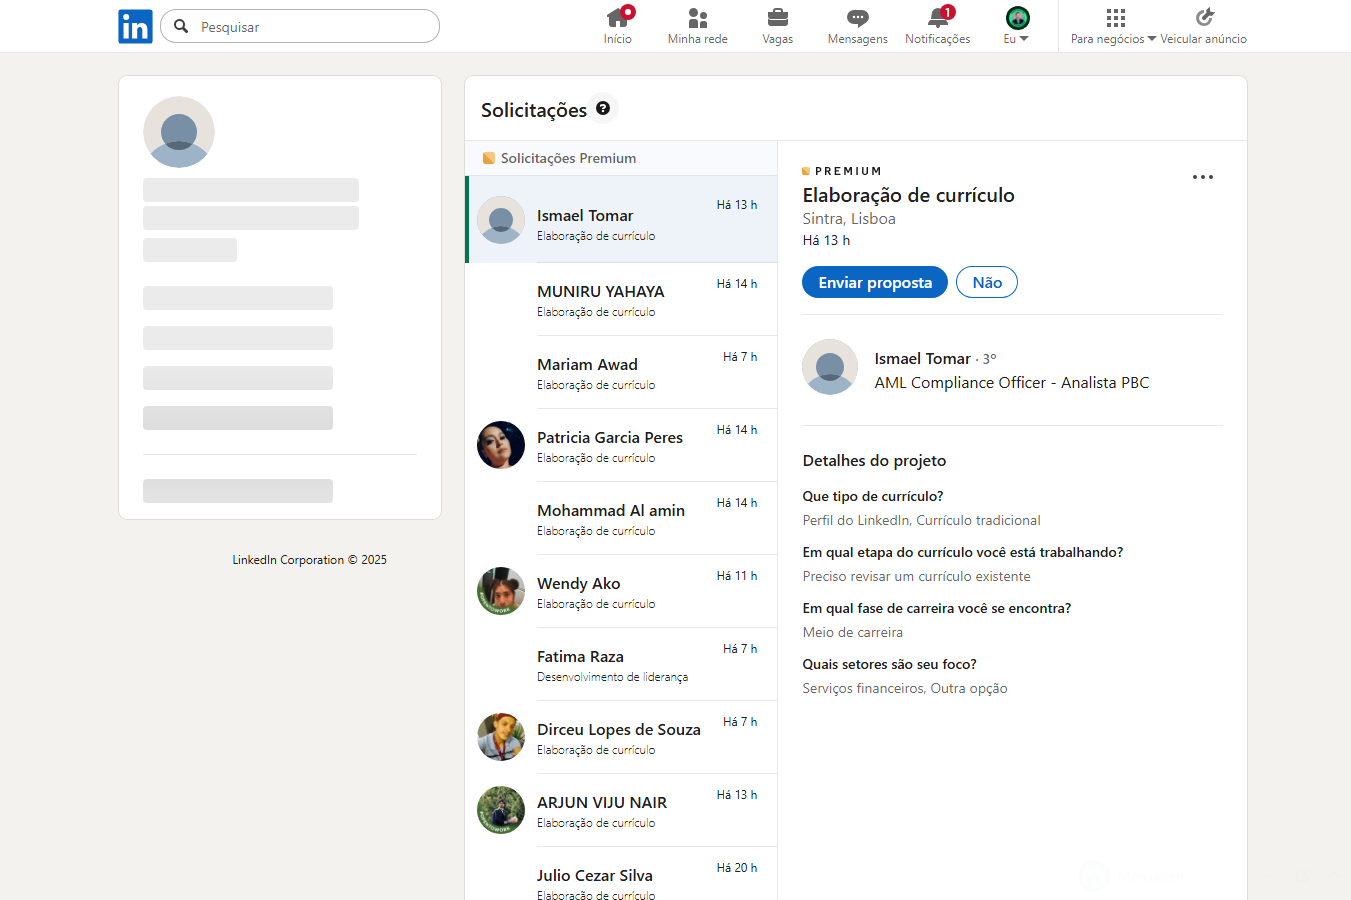 in
Pesquisar
Início
Minha rede
Vagas
Mensagens
1
Notificações
Eu
Para negócios
Veicular anúncio
Solicitações
Solicitações Premium
Ismael Tomar
Há 13 h
Elaboração de currículo
MUNIRU YAHAYA
Há 14 h
Elaboração de currículo
Mariam Awad
Há 7 h
Elaboração de currículo
Patricia Garcia Peres
Há 14 h
Elaboração de currículo
Mohammad Al amin
Há 14 h
Elaboração de currículo
Wendy Ako
Há 11 h
Elaboração de currículo
Fatima Raza
Há 7 h
Desenvolvimento de liderança
Dirceu Lopes de Souza
Há 7 h
Elaboração de currículo
ARJUN VIJU NAIR
Há 13 h
Elaboração de currículo
Julio Cezar Silva
Há 20 h
Elaboração de currículo
PREMIUM
Elaboração de currículo
Sintra, Lisboa
Há 13 h
Enviar proposta
Não
Ismael Tomar · 3º
AML Compliance Officer - Analista PBC
Detalhes do projeto
Que tipo de currículo?
Perfil do LinkedIn, Currículo tradicional
Em qual etapa do currículo você está trabalhando?
Preciso revisar um currículo existente
Em qual fase de carreira você se encontra?
Meio de carreira
Quais setores são seu foco?
Serviços financeiros, Outra opção
LinkedIn Corporation © 2025